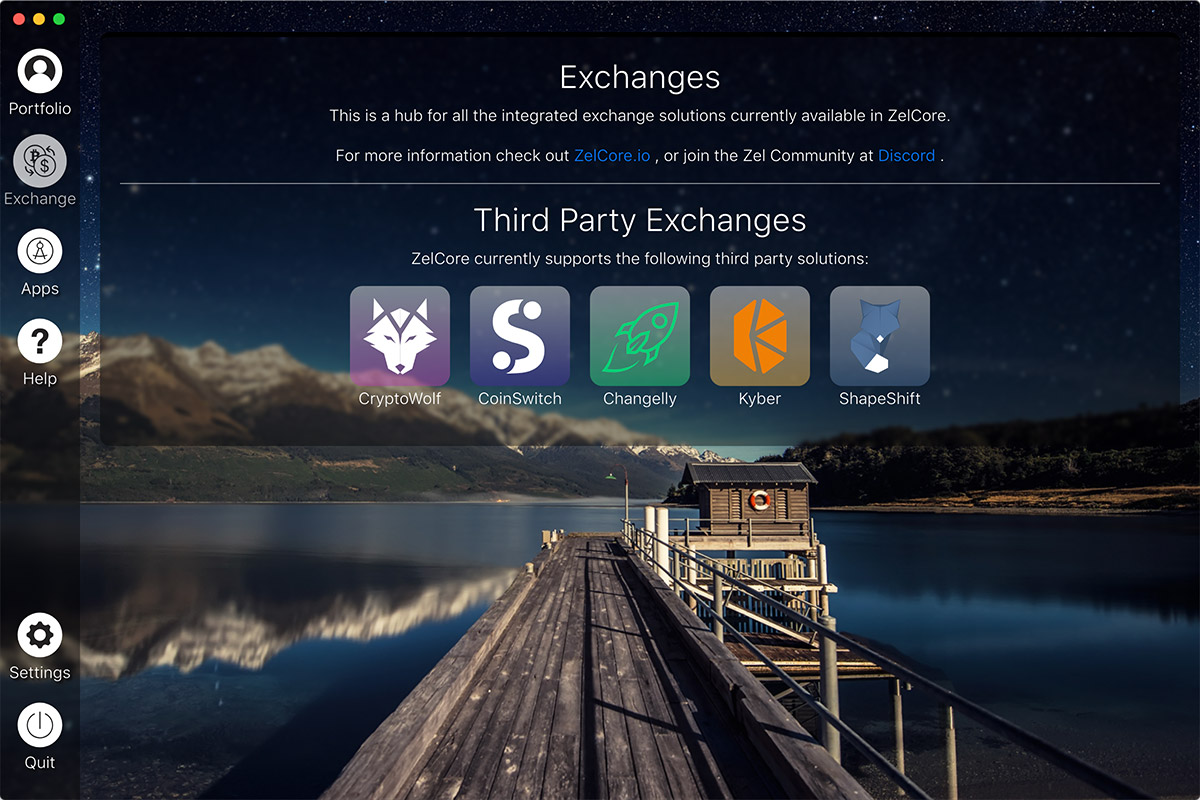 Portfolio
Exchange
Apps
?
Help
Settings
Quit
Exchanges
This is a hub for all the integrated exchange solutions currently available in ZelCore.
For more information check out ZelCore.io , or join the Zel Community at Discord .
Third Party Exchanges
ZelCore currently supports the following third party solutions:
CryptoWolf
CoinSwitch
Changelly
Kyber
ShapeShift